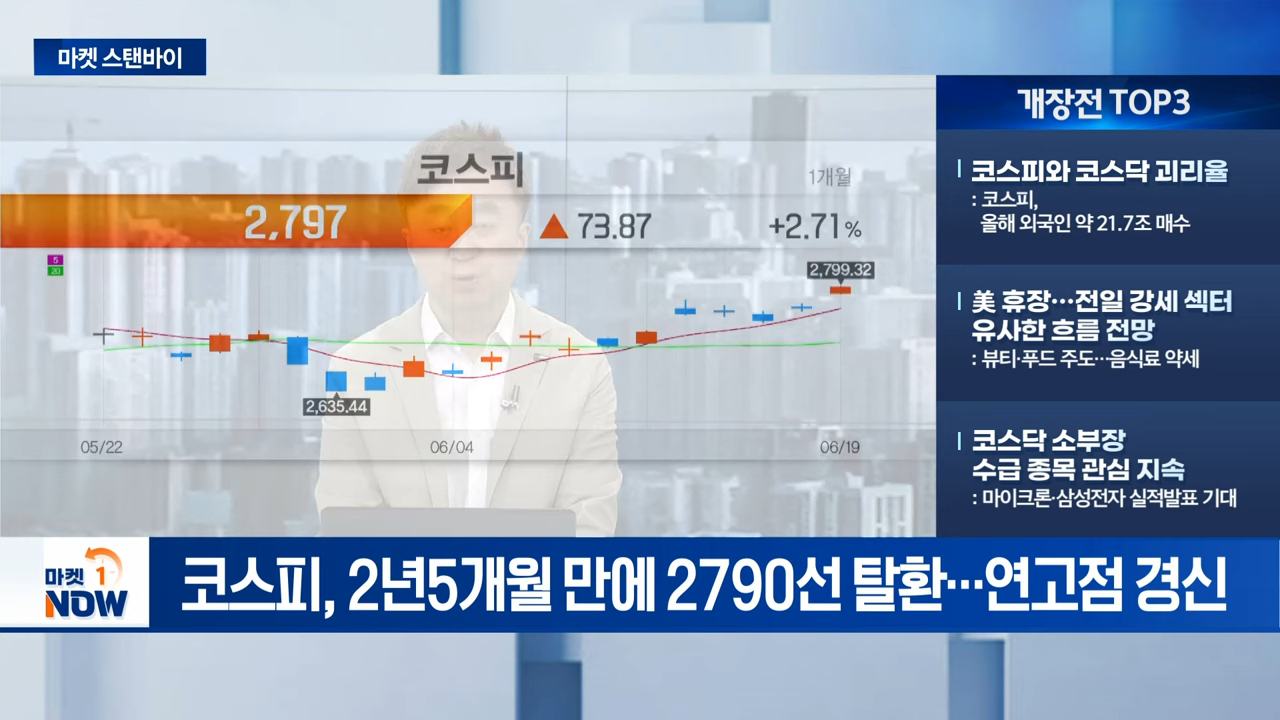 마켓 스탠바이
개장전 TOP3
코스피
1개월
2,797
▲ 73.87
+2.71 %
5
20
2,799.32
2,635.44
05/22
06/04
06/19
코스피와 코스닥 괴리율
: 코스피,
올해 외국인 약 21.7조 매수
美 휴장…전일 강세 섹터
유사한 흐름 전망
: 뷰티·푸드 주도…음식료 약세
코스닥 소부장
수급 종목 관심 지속
: 마이크론·삼성전자 실적발표 기대
마켓 1
NOW
코스피, 2년5개월 만에 2790선 탈환…연고점 경신